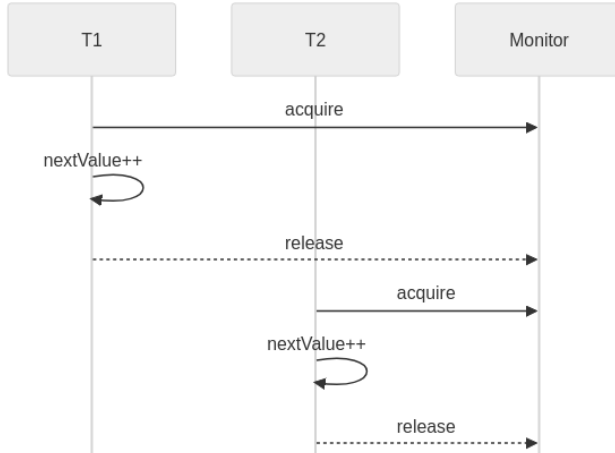 T1
T2
Monitor
acquire
nextValue++
release
acquire
nextValue++
release